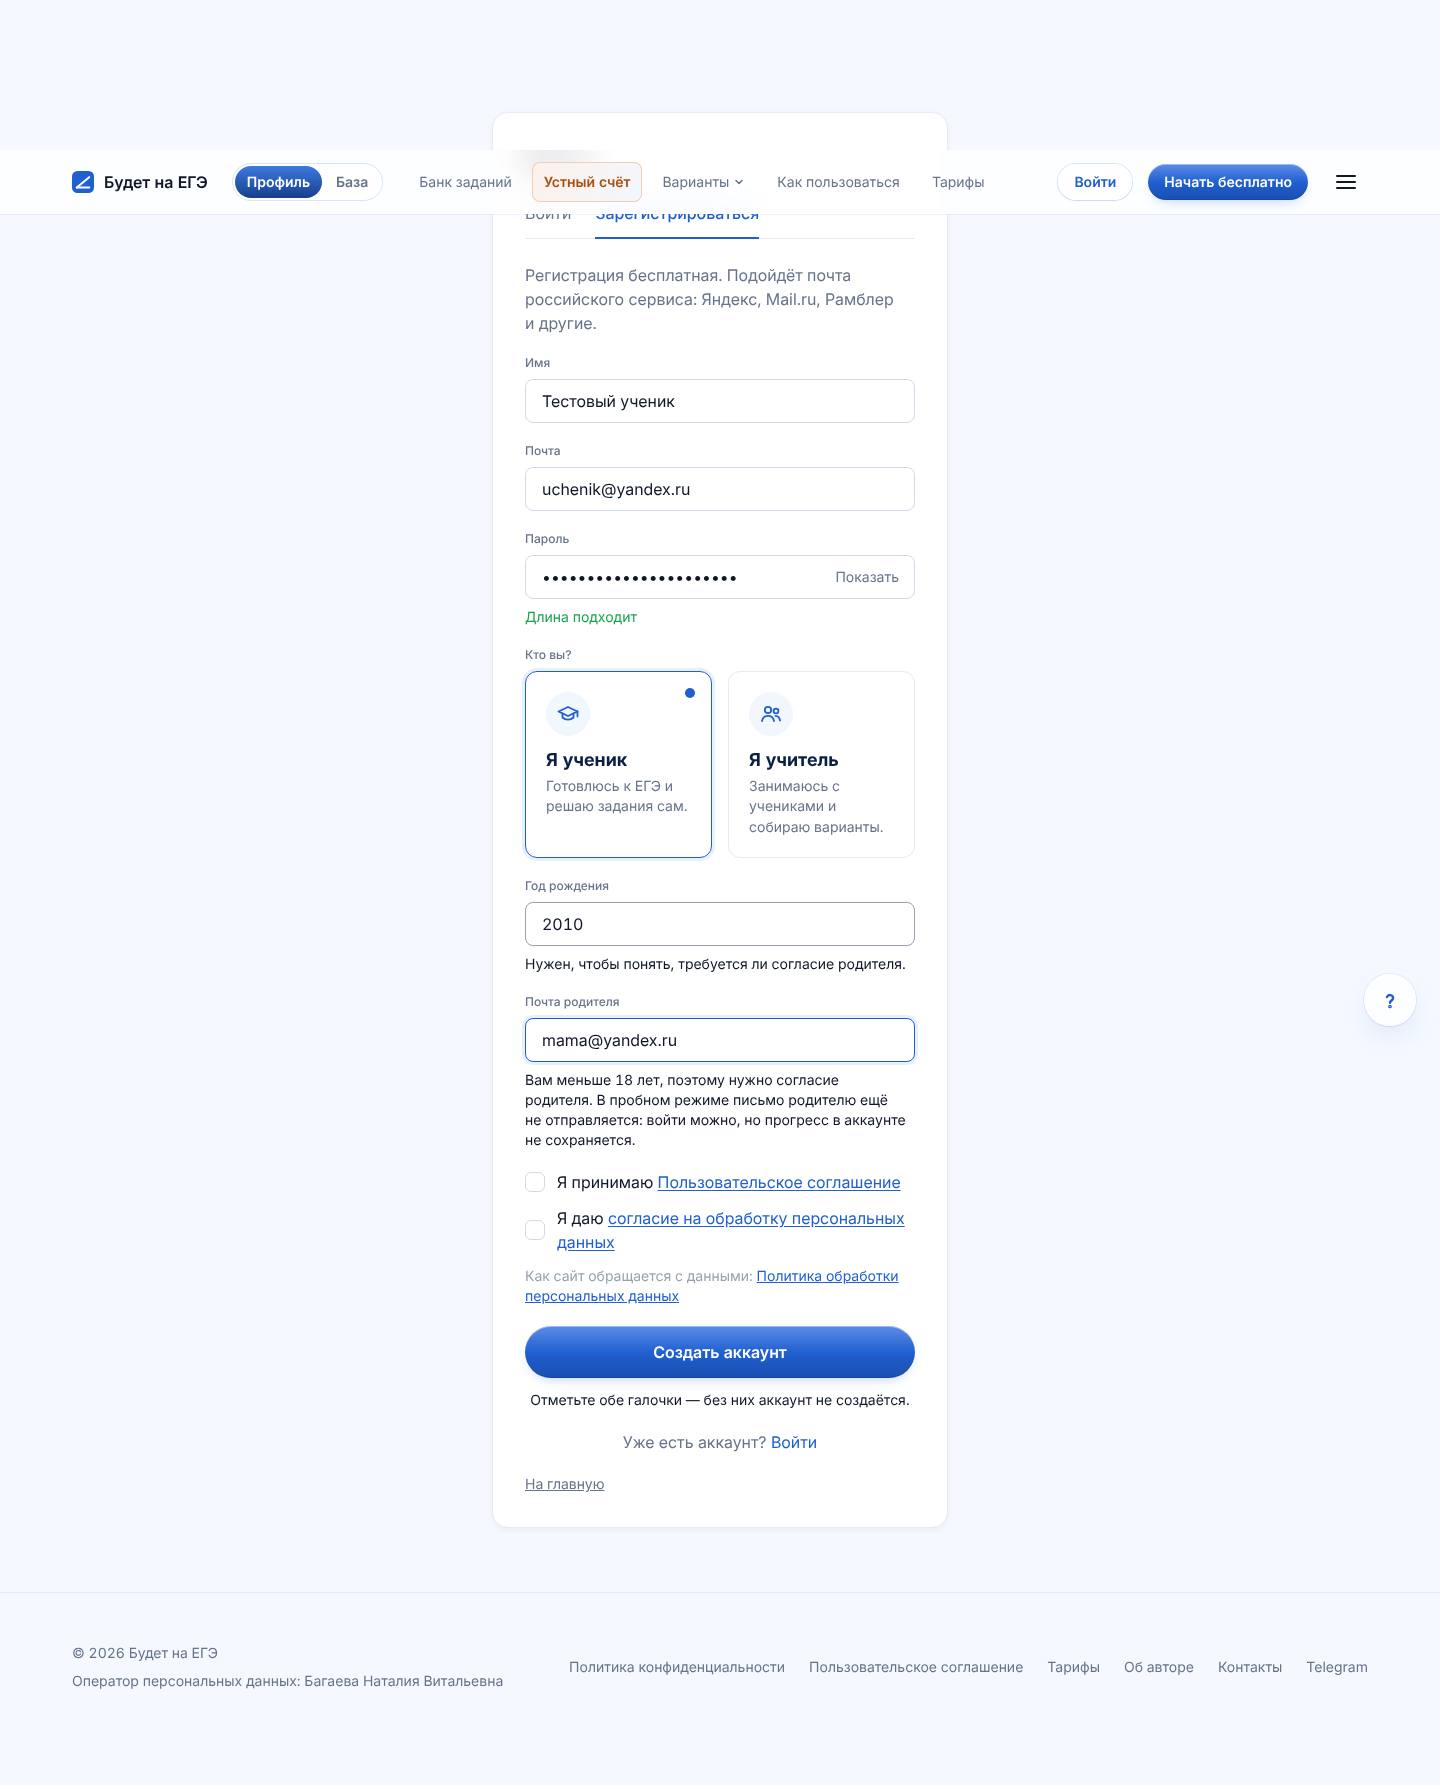 Будет на ЕГЭ
Профиль
База
Банк заданий
Устный счёт
Варианты
Как пользоваться
Тарифы
Войти
Начать бесплатно
Войти
Зарегистрироваться
Регистрация бесплатная. Подойдёт почта
российского сервиса: Яндекс, Mail.ru, Рамблер
и другие.
Имя
Тестовый ученик
Почта
uchenik@yandex.ru
Пароль
••••••••••••••••••••••
Показать
Длина подходит
Кто вы?
Я ученик
Готовлюсь к ЕГЭ и
решаю задания сам.
Я учитель
Занимаюсь с
учениками и
собираю варианты.
Год рождения
2010
Нужен, чтобы понять, требуется ли согласие родителя.
Почта родителя
mama@yandex.ru
Вам меньше 18 лет, поэтому нужно согласие
родителя. В пробном режиме письмо родителю ещё
не отправляется: войти можно, но прогресс в аккаунте
не сохраняется.
Я принимаю Пользовательское соглашение
Я даю согласие на обработку персональных
данных
Как сайт обращается с данными: Политика обработки
персональных данных
Создать аккаунт
Отметьте обе галочки — без них аккаунт не создаётся.
Уже есть аккаунт? Войти
На главную
?
© 2026 Будет на ЕГЭ
Оператор персональных данных: Багаева Наталия Витальевна
Политика конфиденциальности
Пользовательское соглашение
Тарифы
Об авторе
Контакты
Telegram